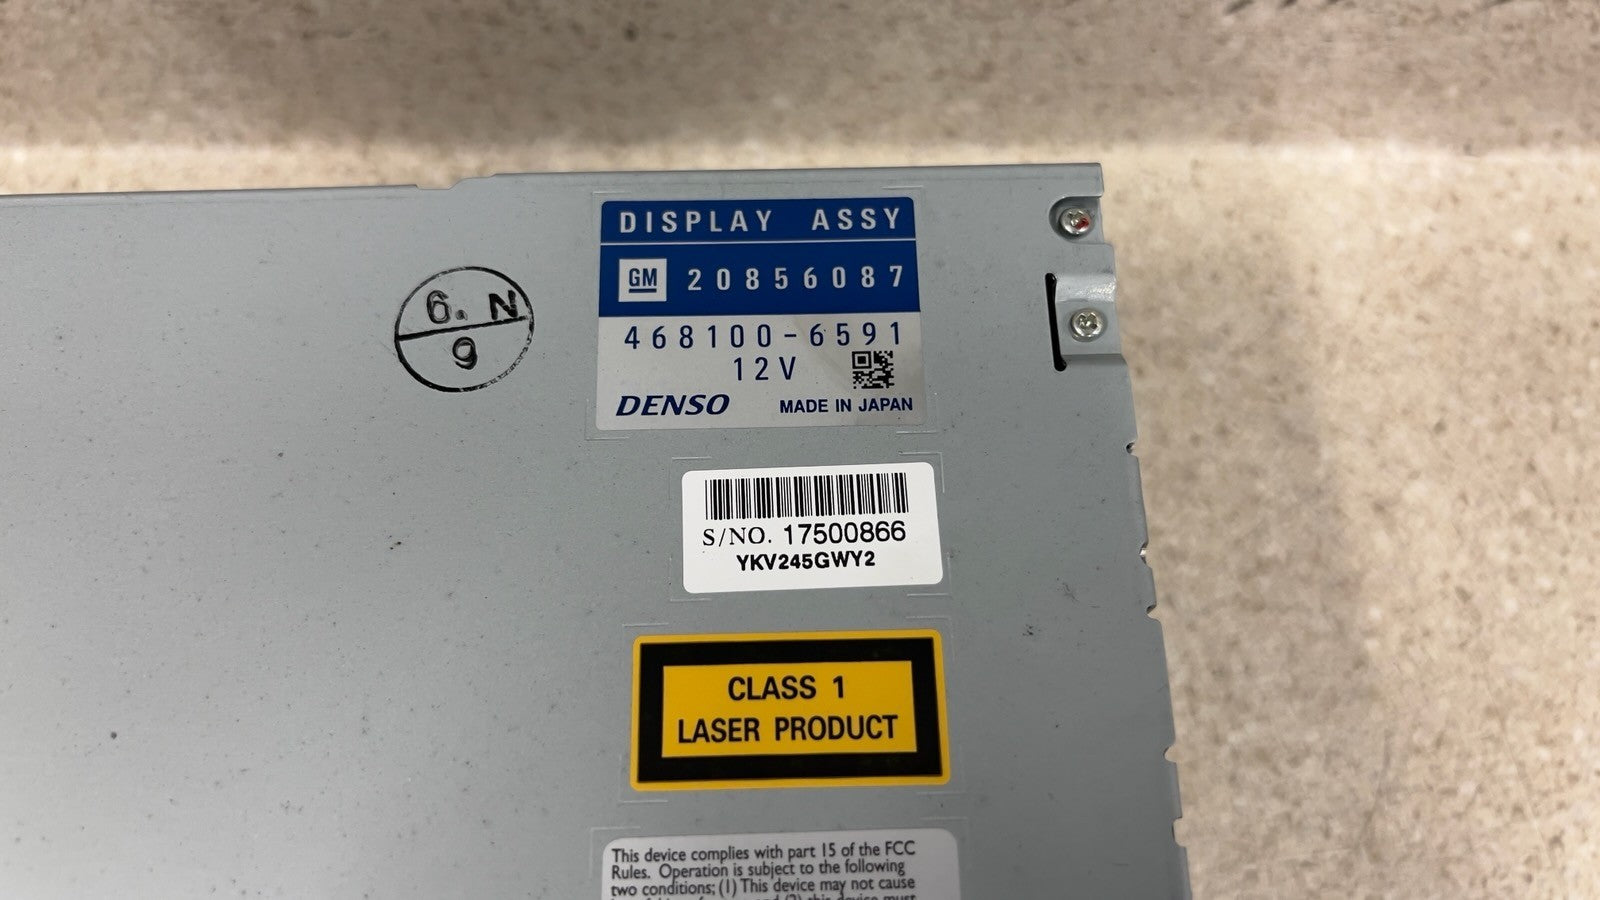 DISPLAY ASSY
GM 20856087
468100-6591
12V
DENSO MADE IN JAPAN
6. N
9
S/NO. 17500866
YKV245GWY2
CLASS 1
LASER PRODUCT
This device complies with part 15 of the FCC
Rules. Operation is subject to the following
two conditions; (1) This device may not cause